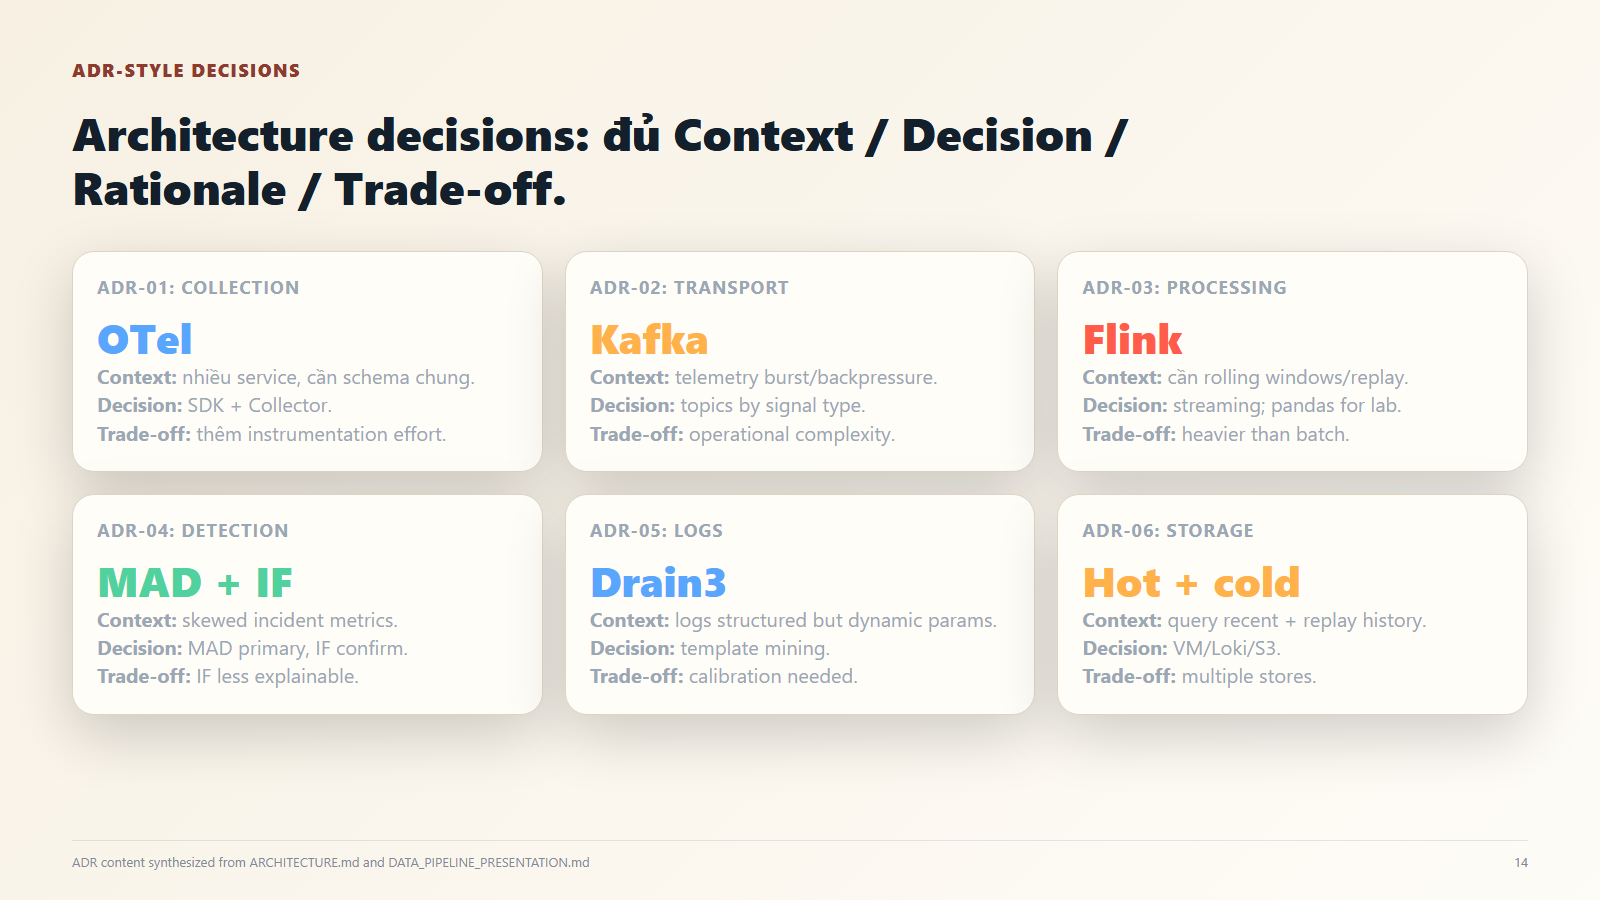 ADR-STYLE DECISIONS
Architecture decisions: đủ Context / Decision /
Rationale / Trade-off.
ADR-01: COLLECTION
OTel
Context: nhiều service, cần schema chung.
Decision: SDK + Collector.
Trade-off: thêm instrumentation effort.
ADR-02: TRANSPORT
Kafka
Context: telemetry burst/backpressure.
Decision: topics by signal type.
Trade-off: operational complexity.
ADR-03: PROCESSING
Flink
Context: cần rolling windows/replay.
Decision: streaming; pandas for lab.
Trade-off: heavier than batch.
ADR-04: DETECTION
MAD + IF
Context: skewed incident metrics.
Decision: MAD primary, IF confirm.
Trade-off: IF less explainable.
ADR-05: LOGS
Drain3
Context: logs structured but dynamic params.
Decision: template mining.
Trade-off: calibration needed.
ADR-06: STORAGE
Hot + cold
Context: query recent + replay history.
Decision: VM/Loki/S3.
Trade-off: multiple stores.
ADR content synthesized from ARCHITECTURE.md and DATA_PIPELINE_PRESENTATION.md
14